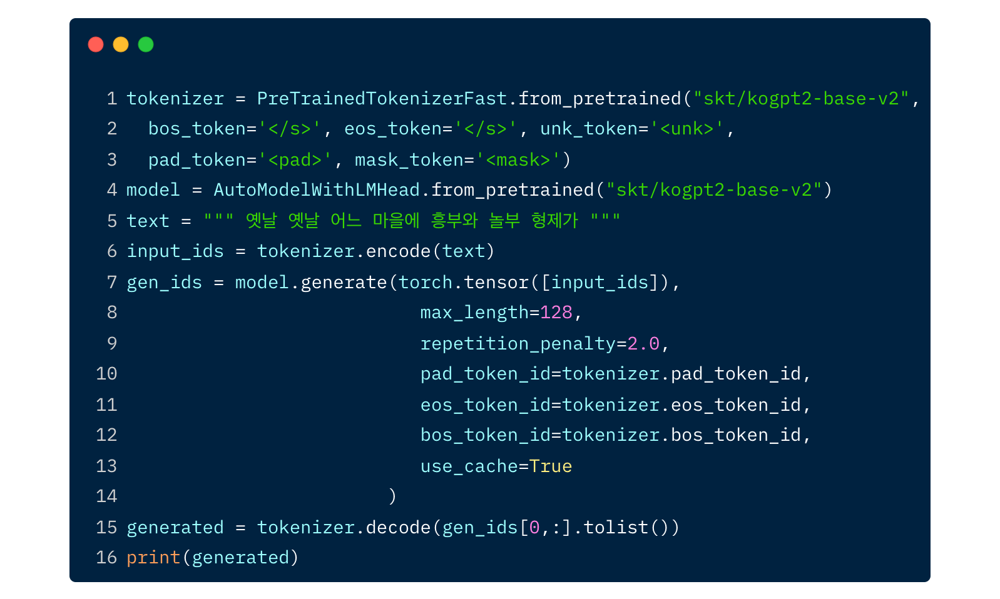 1 tokenizer = PreTrainedTokenizerFast.from_pretrained("skt/kogpt2-base-v2",
2   bos_token='</s>', eos_token='</s>', unk_token='<unk>',
3   pad_token='<pad>', mask_token='<mask>')
4 model = AutoModelWithLMHead.from_pretrained("skt/kogpt2-base-v2")
5 text = """ 옛날 옛날 어느 마을에 흥부와 놀부 형제가 """
6 input_ids = tokenizer.encode(text)
7 gen_ids = model.generate(torch.tensor([input_ids]),
8                            max_length=128,
9                            repetition_penalty=2.0,
10                           pad_token_id=tokenizer.pad_token_id,
11                           eos_token_id=tokenizer.eos_token_id,
12                           bos_token_id=tokenizer.bos_token_id,
13                           use_cache=True
14                        )
15 generated = tokenizer.decode(gen_ids[0,:].tolist())
16 print(generated)